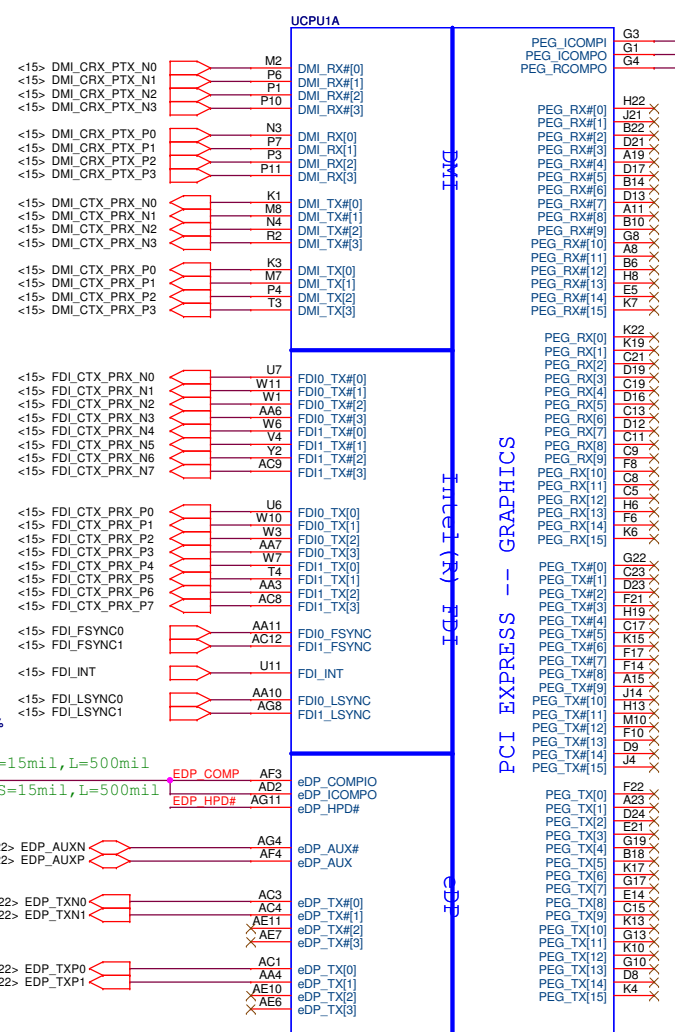 UCPU1A
<15> DMI_CRX_PTX_N0 M2 DMI_RX#[0]
<15> DMI_CRX_PTX_N1 P6 DMI_RX#[1]
<15> DMI_CRX_PTX_N2 P1 DMI_RX#[2]
<15> DMI_CRX_PTX_N3 P10 DMI_RX#[3]
<15> DMI_CRX_PTX_P0 N3 DMI_RX[0]
<15> DMI_CRX_PTX_P1 P7 DMI_RX[1]
<15> DMI_CRX_PTX_P2 P3 DMI_RX[2]
<15> DMI_CRX_PTX_P3 P11 DMI_RX[3]
<15> DMI_CTX_PRX_N0 K1 DMI_TX#[0]
<15> DMI_CTX_PRX_N1 M8 DMI_TX#[1]
<15> DMI_CTX_PRX_N2 N4 DMI_TX#[2]
<15> DMI_CTX_PRX_N3 R2 DMI_TX#[3]
<15> DMI_CTX_PRX_P0 K3 DMI_TX[0]
<15> DMI_CTX_PRX_P1 M7 DMI_TX[1]
<15> DMI_CTX_PRX_P2 P4 DMI_TX[2]
<15> DMI_CTX_PRX_P3 T3 DMI_TX[3]
DMI
<15> FDI_CTX_PRX_N0 U7 FDI0_TX#[0]
<15> FDI_CTX_PRX_N1 W11 FDI0_TX#[1]
<15> FDI_CTX_PRX_N2 W1 FDI0_TX#[2]
<15> FDI_CTX_PRX_N3 AA6 FDI0_TX#[3]
<15> FDI_CTX_PRX_N4 W6 FDI1_TX#[0]
<15> FDI_CTX_PRX_N5 V4 FDI1_TX#[1]
<15> FDI_CTX_PRX_N6 Y2 FDI1_TX#[2]
<15> FDI_CTX_PRX_N7 AC9 FDI1_TX#[3]
<15> FDI_CTX_PRX_P0 U6 FDI0_TX[0]
<15> FDI_CTX_PRX_P1 W10 FDI0_TX[1]
<15> FDI_CTX_PRX_P2 W3 FDI0_TX[2]
<15> FDI_CTX_PRX_P3 AA7 FDI0_TX[3]
<15> FDI_CTX_PRX_P4 W7 FDI1_TX[0]
<15> FDI_CTX_PRX_P5 T4 FDI1_TX[1]
<15> FDI_CTX_PRX_P6 AA3 FDI1_TX[2]
<15> FDI_CTX_PRX_P7 AC8 FDI1_TX[3]
<15> FDI_FSYNC0 AA11 FDI0_FSYNC
<15> FDI_FSYNC1 AC12 FDI1_FSYNC
<15> FDI_INT U11 FDI_INT
<15> FDI_LSYNC0 AA10 FDI0_LSYNC
<15> FDI_LSYNC1 AG8 FDI1_LSYNC
Intel(R) FDI
=15mil,L=500mil
S=15mil,L=500mil
EDP_COMP AF3 eDP_COMPIO
AD2 eDP_ICOMPO
EDP_HPD# AG11 eDP_HPD#
22> EDP_AUXN AG4 eDP_AUX#
22> EDP_AUXP AF4 eDP_AUX
22> EDP_TXN0 AC3 eDP_TX#[0]
22> EDP_TXN1 AC4 eDP_TX#[1]
AE11 eDP_TX#[2]
AE7 eDP_TX#[3]
22> EDP_TXP0 AC1 eDP_TX[0]
22> EDP_TXP1 AA4 eDP_TX[1]
AE10 eDP_TX[2]
AE6 eDP_TX[3]
eDP
PCI EXPRESS -- GRAPHICS
PEG_ICOMPI G3
PEG_ICOMPO G1
PEG_RCOMPO G4
PEG_RX#[0] H22
PEG_RX#[1] J21
PEG_RX#[2] B22
PEG_RX#[3] D21
PEG_RX#[4] A19
PEG_RX#[5] D17
PEG_RX#[6] B14
PEG_RX#[7] D13
PEG_RX#[8] A11
PEG_RX#[9] B10
PEG_RX#[10] G8
PEG_RX#[11] A8
PEG_RX#[12] B6
PEG_RX#[13] H8
PEG_RX#[14] E5
PEG_RX#[15] K7
PEG_RX[0] K22
PEG_RX[1] K19
PEG_RX[2] C21
PEG_RX[3] D19
PEG_RX[4] C19
PEG_RX[5] D16
PEG_RX[6] C13
PEG_RX[7] D12
PEG_RX[8] C11
PEG_RX[9] C9
PEG_RX[10] F8
PEG_RX[11] C8
PEG_RX[12] C5
PEG_RX[13] H6
PEG_RX[14] F6
PEG_RX[15] K6
PEG_TX#[0] G22
PEG_TX#[1] C23
PEG_TX#[2] D23
PEG_TX#[3] F21
PEG_TX#[4] H19
PEG_TX#[5] C17
PEG_TX#[6] K15
PEG_TX#[7] F17
PEG_TX#[8] F14
PEG_TX#[9] A15
PEG_TX#[10] J14
PEG_TX#[11] H13
PEG_TX#[12] M10
PEG_TX#[13] F10
PEG_TX#[14] D9
PEG_TX#[15] J4
PEG_TX[0] F22
PEG_TX[1] A23
PEG_TX[2] D24
PEG_TX[3] E21
PEG_TX[4] G19
PEG_TX[5] B18
PEG_TX[6] K17
PEG_TX[7] G17
PEG_TX[8] E14
PEG_TX[9] C15
PEG_TX[10] K13
PEG_TX[11] G13
PEG_TX[12] K10
PEG_TX[13] G10
PEG_TX[14] D8
PEG_TX[15] K4